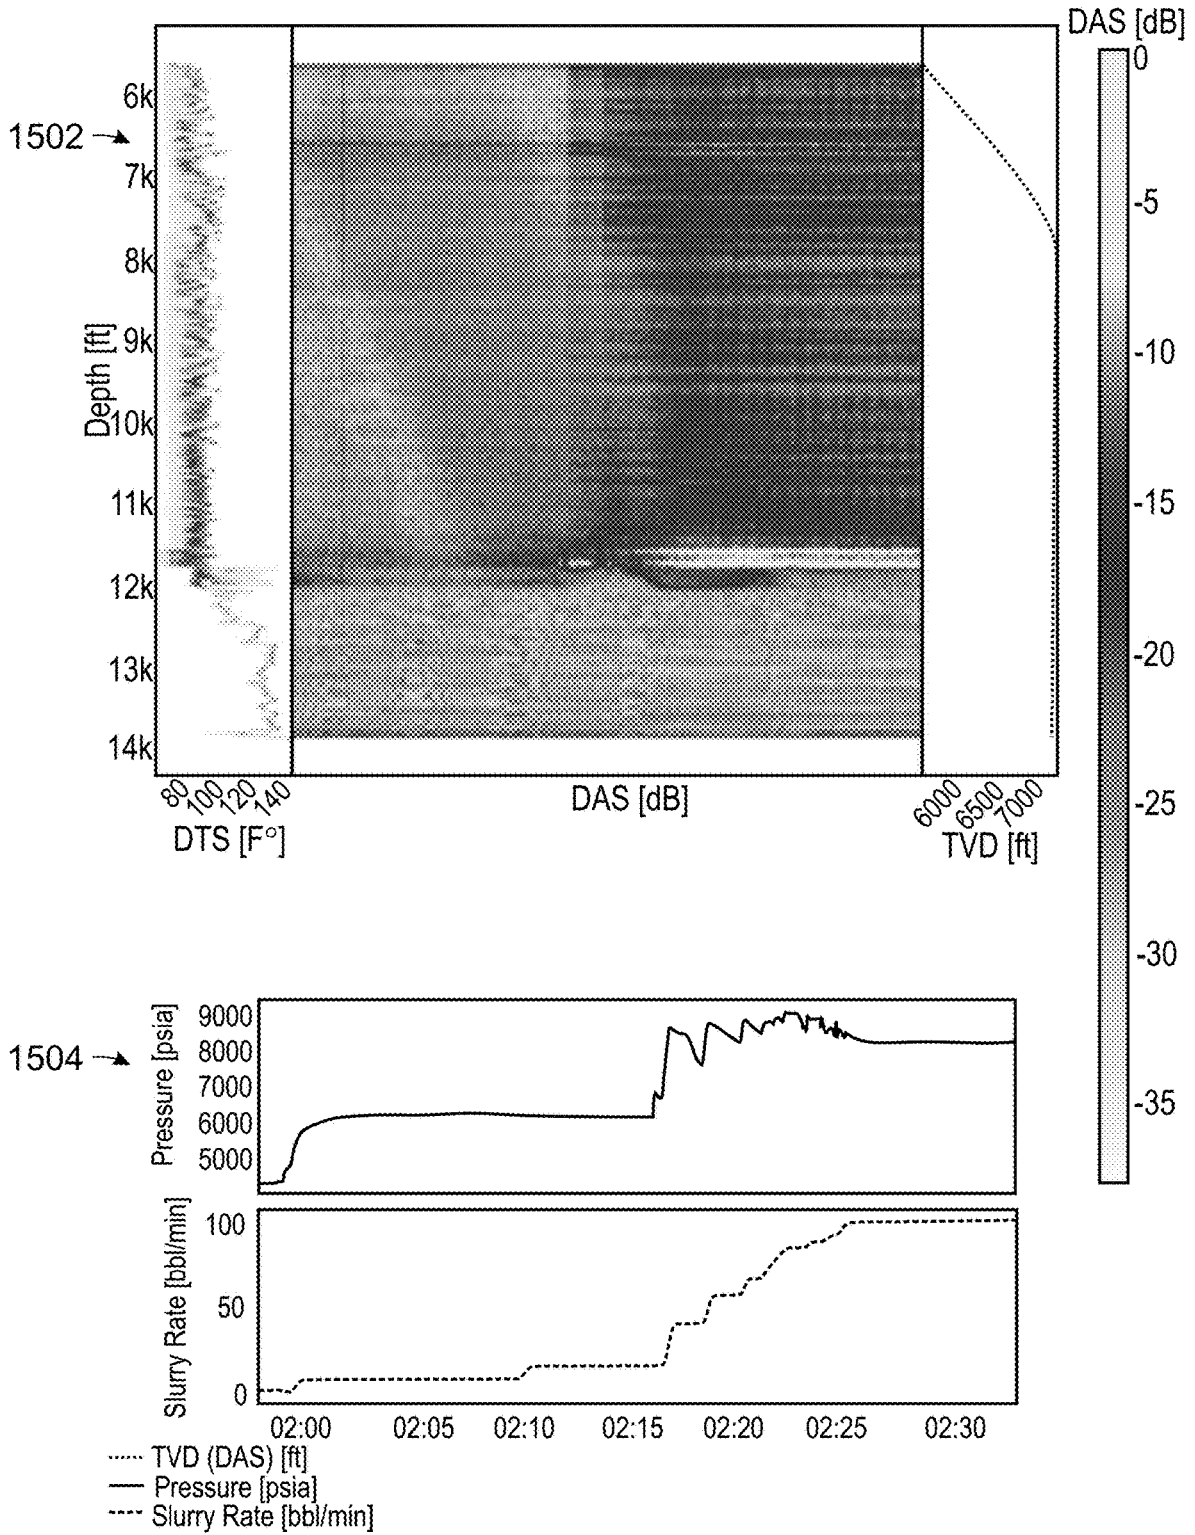 DAS [dB]
0
-5
-10
-15
-20
-25
-30
-35
1502
Depth [ft]
6k
7k
8k
9k
10k
11k
12k
13k
14k
80
100
120
140
DTS [F°]
DAS [dB]
6000
6500
7000
TVD [ft]
1504
Pressure [psia]
9000
8000
7000
6000
5000
Slurry Rate [bbl/min]
100
50
0
02:00 02:05 02:10 02:15 02:20 02:25 02:30
TVD (DAS) [ft]
Pressure [psia]
Slurry Rate [bbl/min]